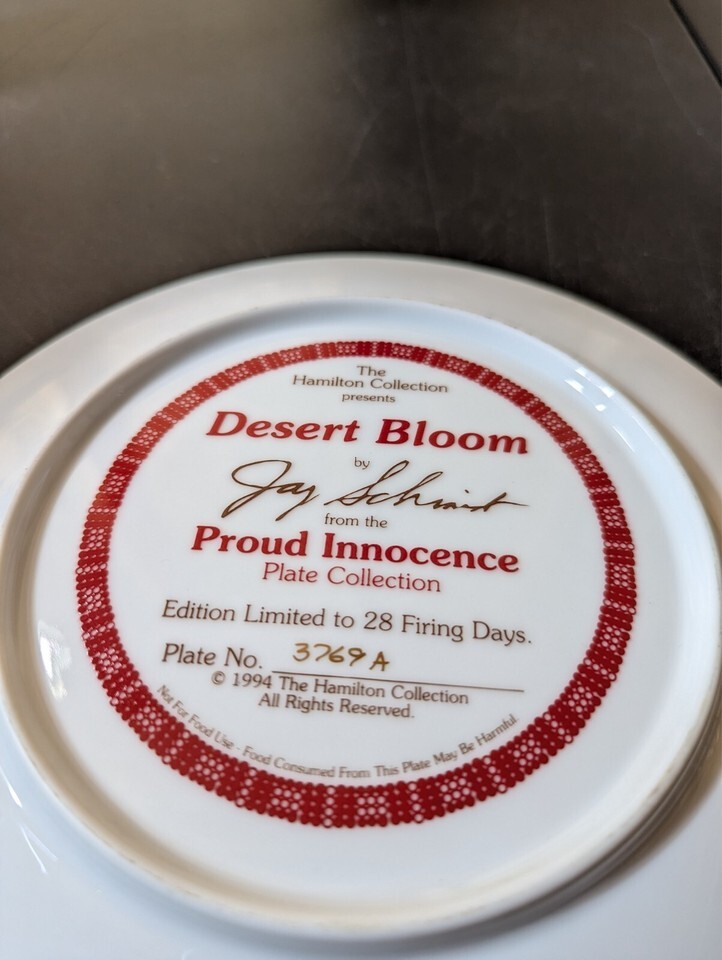 The
Hamilton Collection
presents
Desert Bloom
by
Jay Schmidt
from the
Proud Innocence
Plate Collection
Edition Limited to 28 Firing Days.
Plate No. 3769 A
© 1994 The Hamilton Collection
All Rights Reserved.
Not For Food Use - Food Consumed From This Plate May Be Harmful.